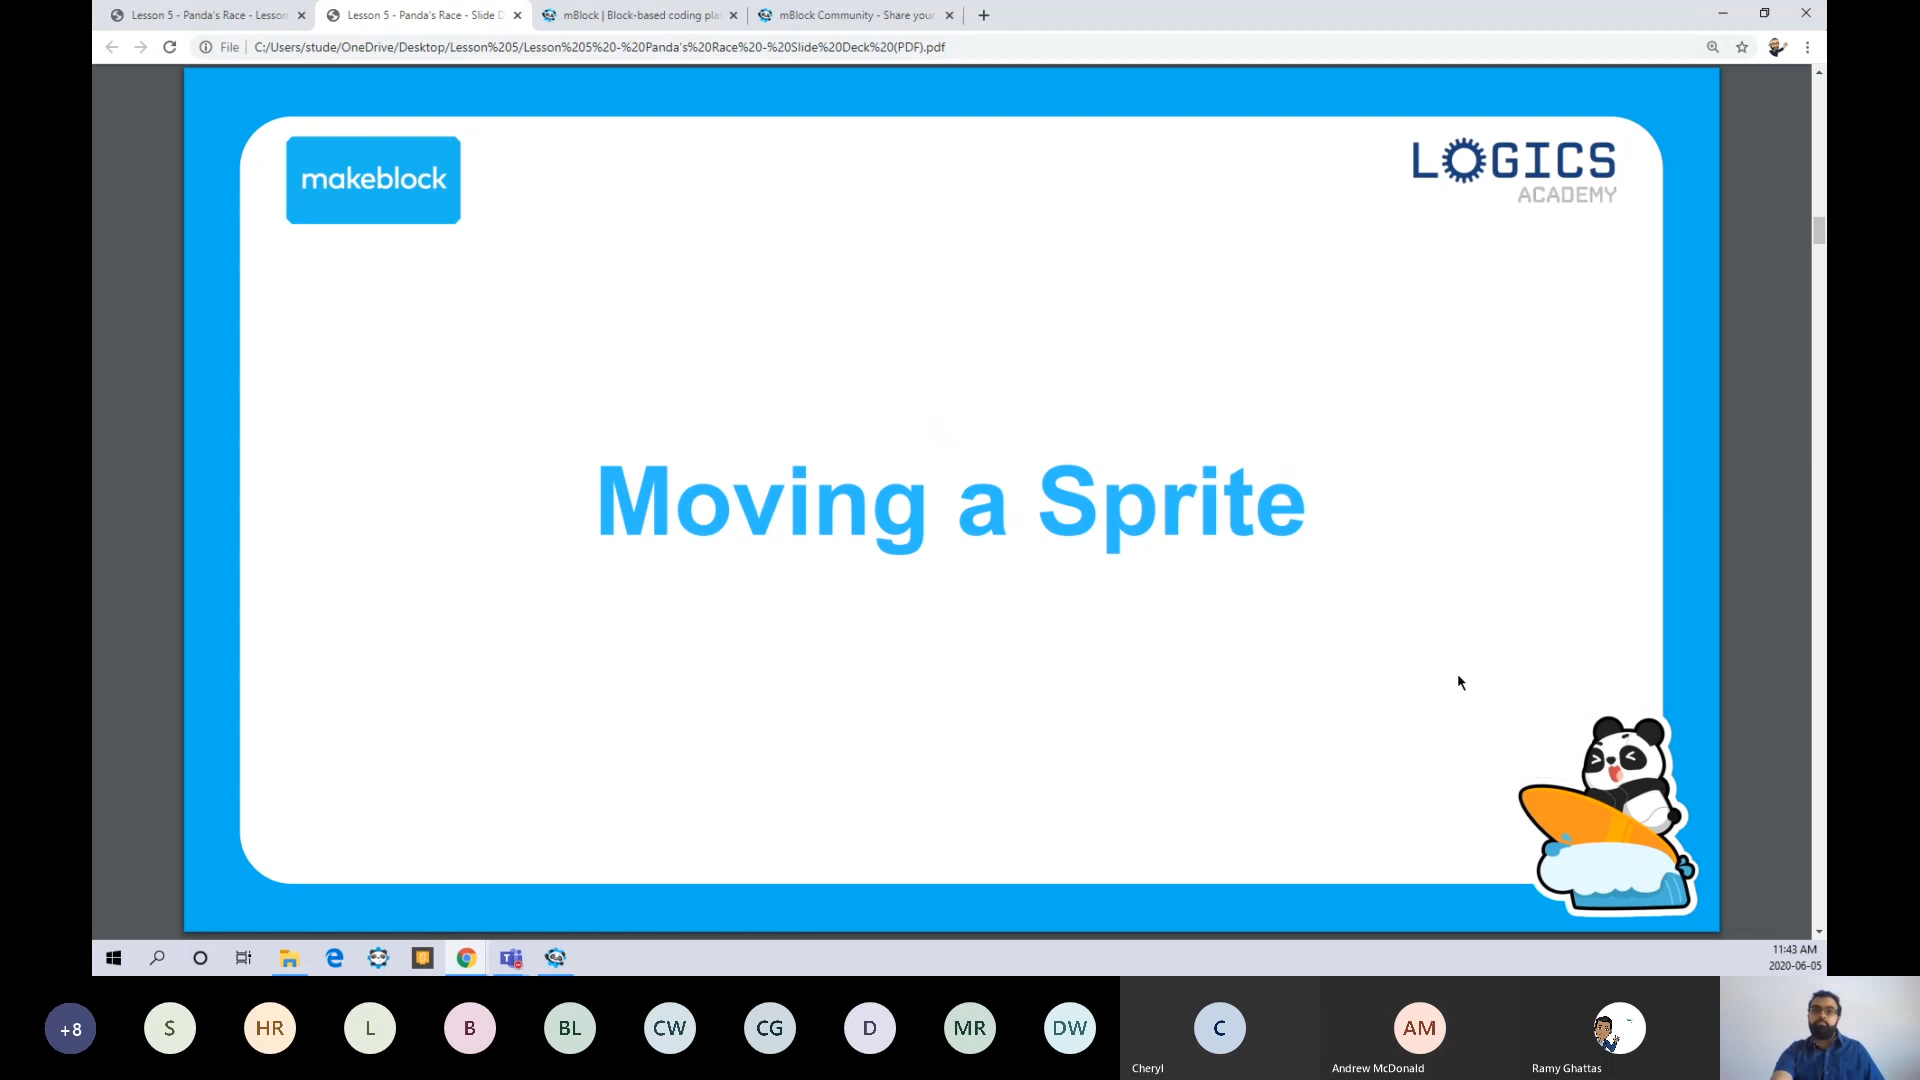 Lesson 5 - Panda's Race - Lesson
Lesson 5 - Panda's Race - Slide D
mBlock | Block-based coding pla
mBlock Community - Share your
File
C:/Users/stude/OneDrive/Desktop/Lesson%205/Lesson%205%20-%20Panda's%20Race%20-%20Slide%20Deck%20(PDF).pdf
makeblock
LOGICS
ACADEMY
Moving a Sprite
11:43 AM
2020-06-05
+8
S
HR
L
B
BL
CW
CG
D
MR
DW
C
AM
Cheryl
Andrew McDonald
Ramy Ghattas